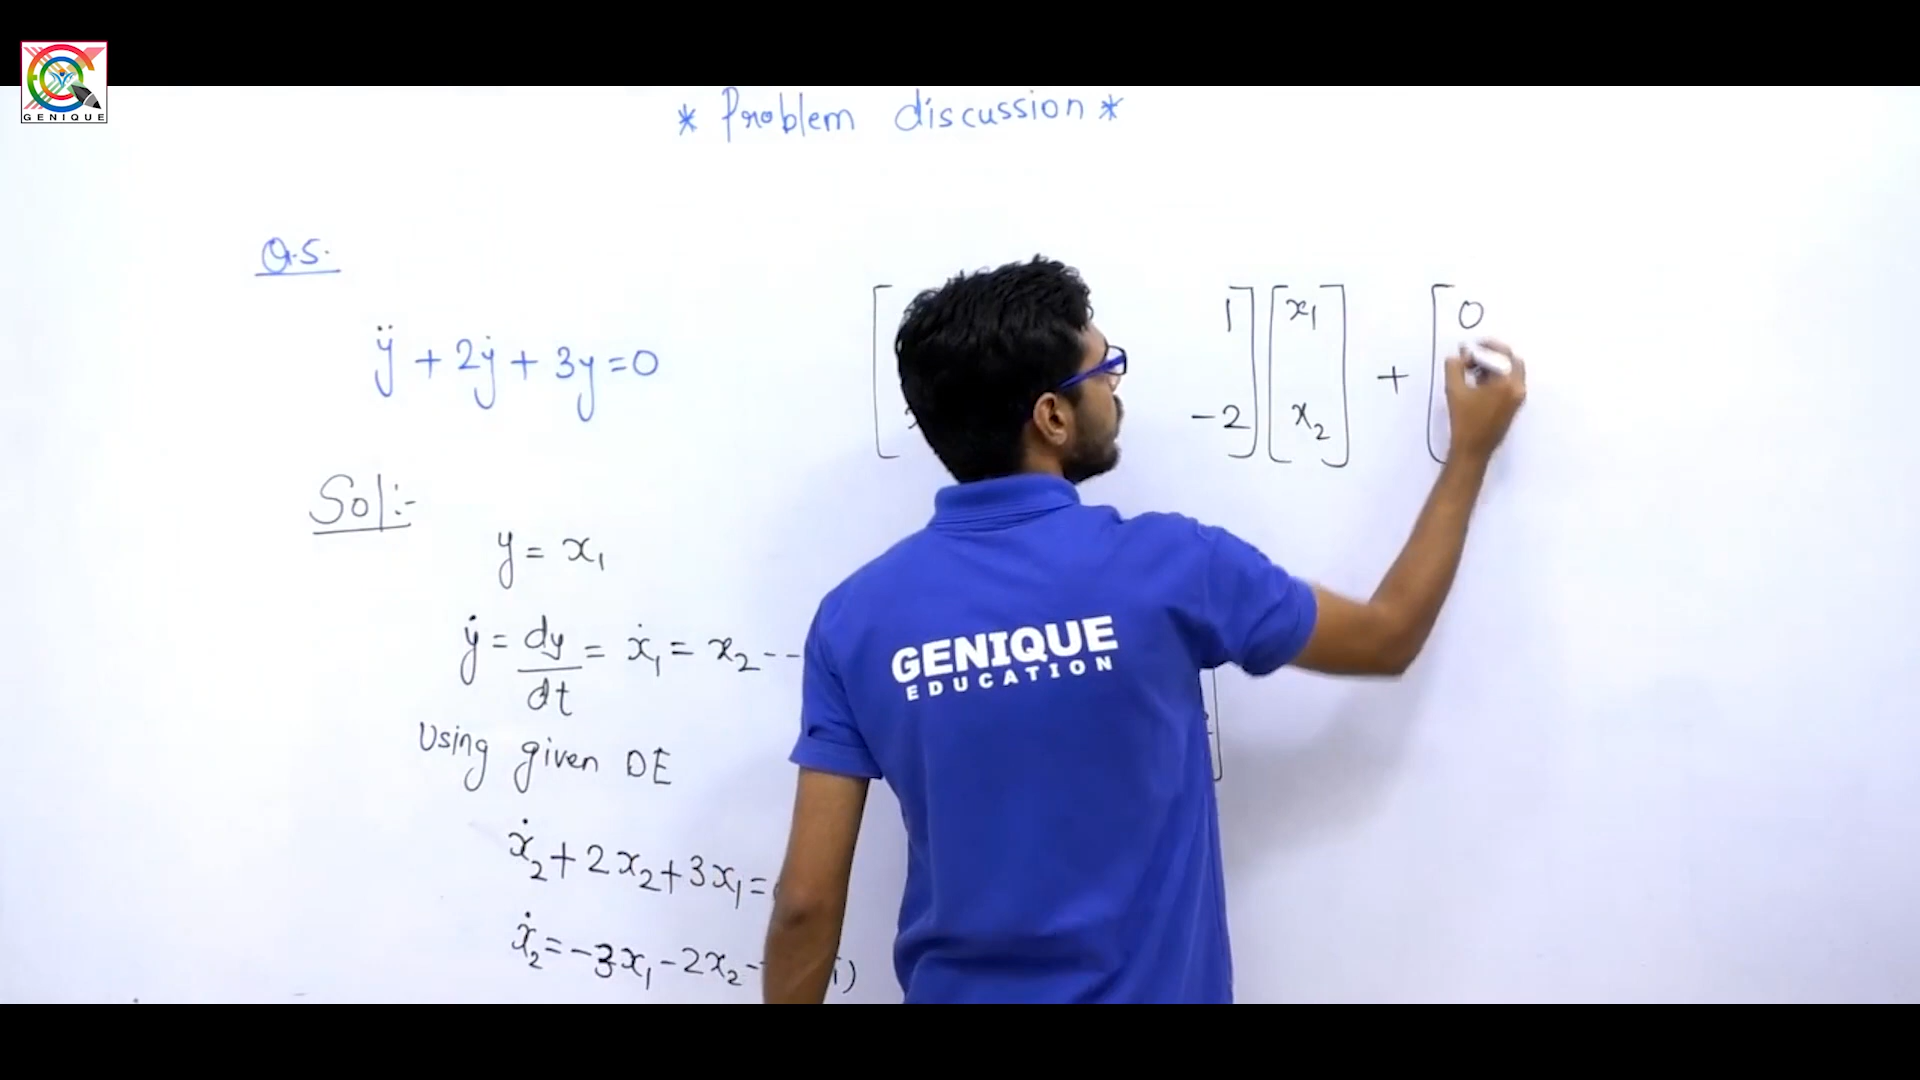 GENIQUE
* Problem discussion *
Q.5.
ÿ + 2ẏ + 3y = 0
Sol:-
y = x₁
ẏ = dy/dt = ẋ₁ = x₂ --
Using given DE
ẋ₂ + 2x₂ + 3x₁ =
ẋ₂ = -3x₁ - 2x₂ -
1] [x₁] + [0
-2] [x₂]
GENIQUE
EDUCATION